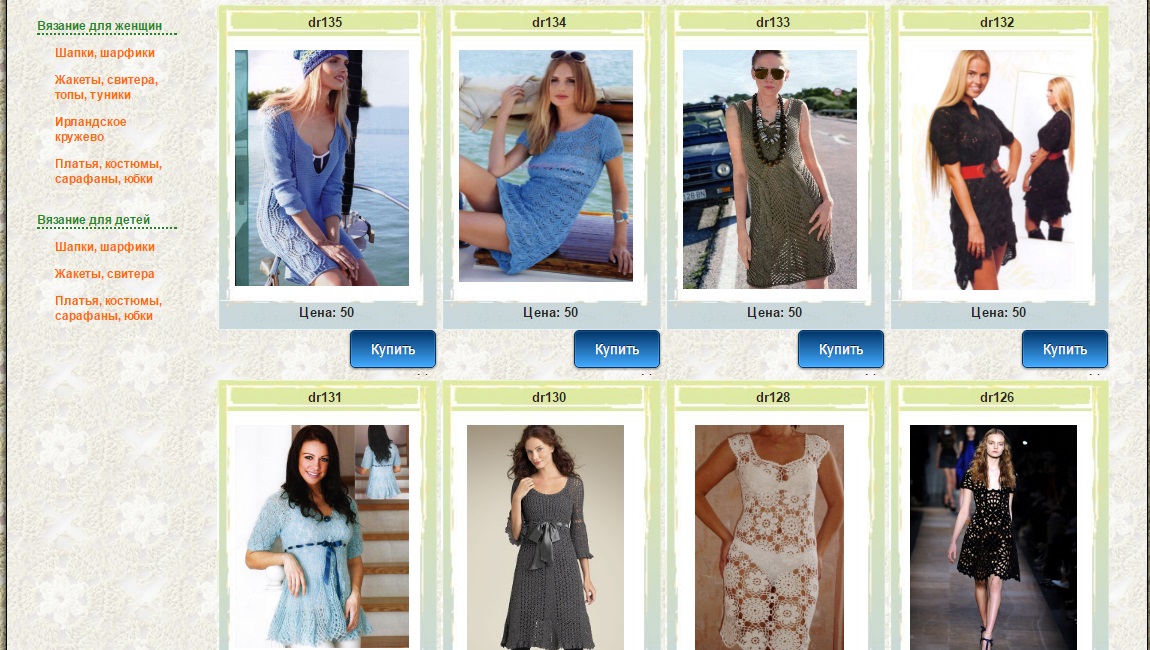 Вязание для женщин
Шапки, шарфики
Жакеты, свитера,
топы, туники
Ирландское
кружево
Платья, костюмы,
сарафаны, юбки
Вязание для детей
Шапки, шарфики
Жакеты, свитера
Платья, костюмы,
сарафаны, юбки
dr135
Цена: 50
Купить
dr134
Цена: 50
Купить
dr133
Цена: 50
Купить
dr132
Цена: 50
Купить
dr131
dr130
dr128
dr126